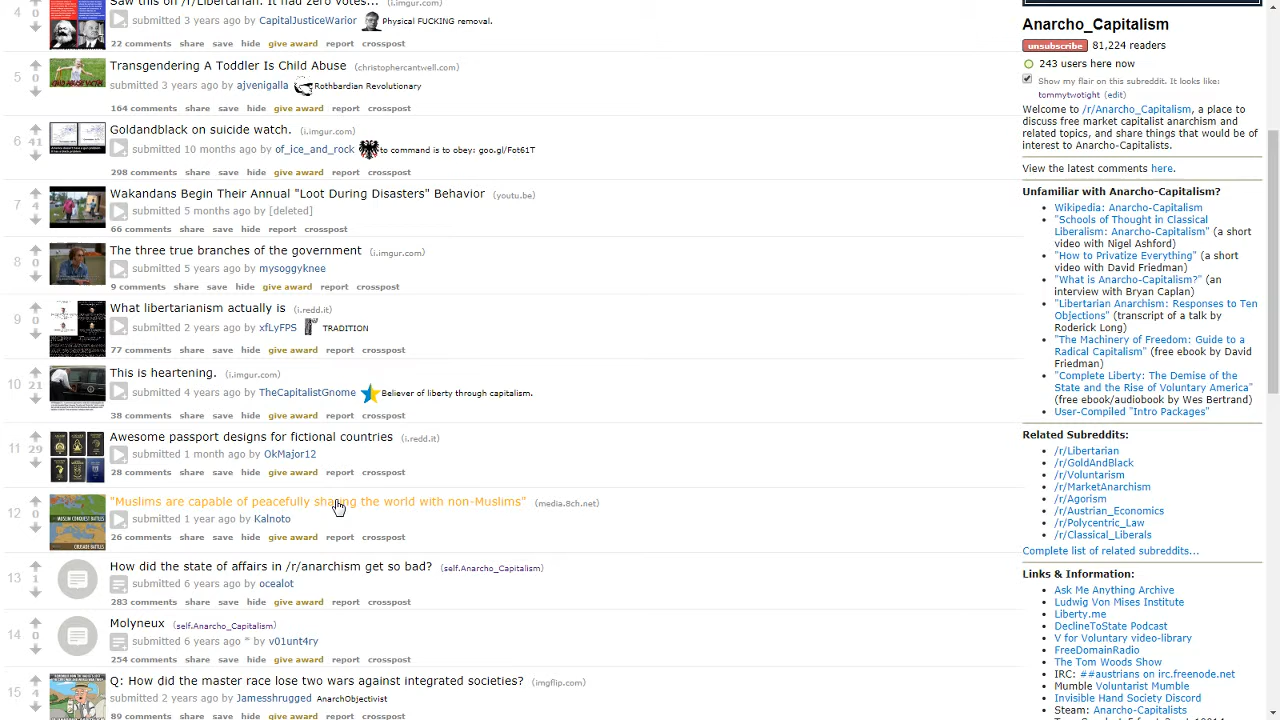 submitted 3 years ago by
Physical FUCKING removal
22 comments share save hide give award report crosspost
5
0
Transgendering A Toddler Is Child Abuse (christophercantwell.com)
submitted 3 years ago by ajvenigalla Rothbardian Revolutionary
164 comments share save hide give award report crosspost
6
41
Goldandblack on suicide watch. (i.imgur.com)
submitted 10 months ago by of_ice_and_rock to command is to obey:
298 comments share save hide give award report crosspost
7
0
Wakandans Begin Their Annual "Loot During Disasters" Behavior (youtu.be)
submitted 5 months ago by [deleted]
66 comments share save hide report crosspost
8
0
The three true branches of the government (i.imgur.com)
submitted 5 years ago by mysoggyknee
9 comments share save hide give award report crosspost
9
0
What libertarianism actually is (i.redd.it)
submitted 2 years ago by xfLyFPS TRADITION
77 comments share save hide give award report crosspost
10
21
This is heartening. (i.imgur.com)
submitted 4 years ago by TheCapitalistGnome Believer of liberty through secession
38 comments share save hide give award report crosspost
11
29
Awesome passport designs for fictional countries (i.redd.it)
submitted 1 month ago by OkMajor12
28 comments share save hide give award report crosspost
12
0
"Muslims are capable of peacefully sharing the world with non-Muslims" (media.8ch.net)
MUSLIM CONQUEST BATTLES
CRUSADE BATTLES
submitted 1 year ago by Kalnoto
26 comments share save hide give award report crosspost
13
1
How did the state of affairs in /r/anarchism get so bad? (self.Anarcho_Capitalism)
submitted 6 years ago by ocealot
283 comments share save hide give award report crosspost
14
0
Molyneux (self.Anarcho_Capitalism)
submitted 6 years ago * by v01unt4ry
254 comments share save hide give award report crosspost
15
0
Q: How did the master race lose two wars against integrated societies? (imgflip.com)
submitted 2 years ago by Jamesshrugged AnarchObjectivist
89 comments share save hide give award report crosspost
Anarcho_Capitalism
unsubscribe 81,224 readers
243 users here now
Show my flair on this subreddit. It looks like:
tommytwotight (edit)
Welcome to /r/Anarcho_Capitalism, a place to
discuss free market capitalist anarchism and
related topics, and share things that would be of
interest to Anarcho-Capitalists.
View the latest comments here.
Unfamiliar with Anarcho-Capitalism?
Wikipedia: Anarcho-Capitalism
"Schools of Thought in Classical
Liberalism: Anarcho-Capitalism" (a short
video with Nigel Ashford)
"How to Privatize Everything" (a short
video with David Friedman)
"What is Anarcho-Capitalism?" (an
interview with Bryan Caplan)
"Libertarian Anarchism: Responses to Ten
Objections" (transcript of a talk by
Roderick Long)
"The Machinery of Freedom: Guide to a
Radical Capitalism" (free ebook by David
Friedman)
"Complete Liberty: The Demise of the
State and the Rise of Voluntary America"
(free ebook/audiobook by Wes Bertrand)
User-Compiled "Intro Packages"
Related Subreddits:
/r/Libertarian
/r/GoldAndBlack
/r/Voluntarism
/r/MarketAnarchism
/r/Agorism
/r/Austrian_Economics
/r/Polycentric_Law
/r/Classical_Liberals
Complete list of related subreddits...
Links & Information:
Ask Me Anything Archive
Ludwig Von Mises Institute
Liberty.me
DeclineToState Podcast
V for Voluntary video-library
FreeDomainRadio
The Tom Woods Show
IRC: ##austrians on irc.freenode.net
Mumble Voluntarist Mumble
Invisible Hand Society Discord
Steam: Anarcho-Capitalists